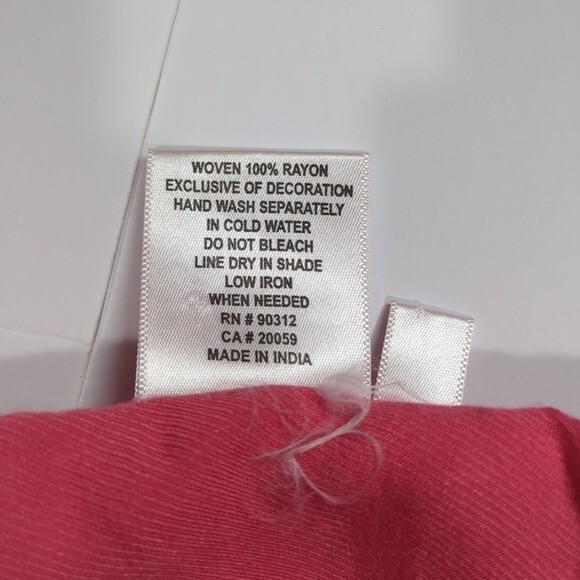 WOVEN 100% RAYON
EXCLUSIVE OF DECORATION
HAND WASH SEPARATELY
IN COLD WATER
DO NOT BLEACH
LINE DRY IN SHADE
LOW IRON
WHEN NEEDED
RN # 90312
CA # 20059
MADE IN INDIA